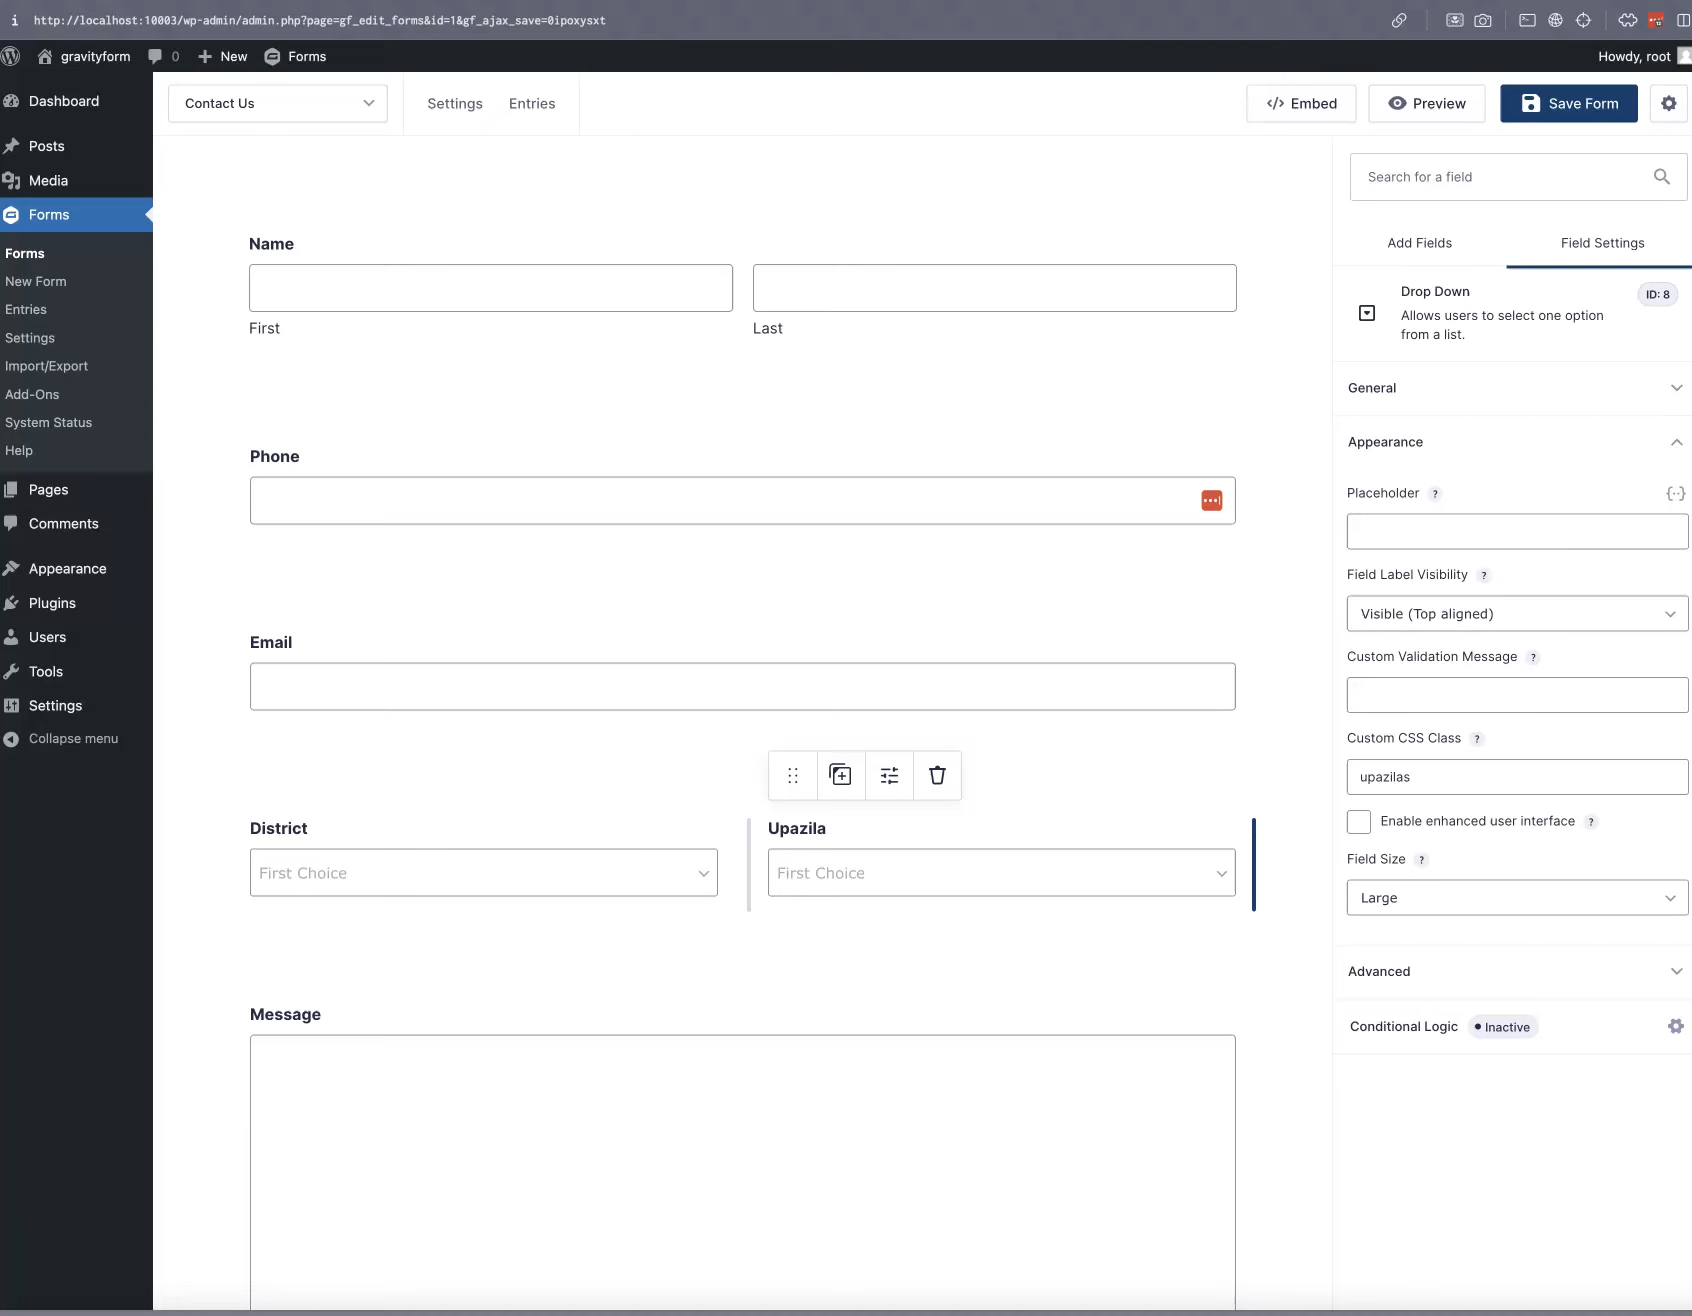 http://localhost:10003/wp-admin/admin.php?page=gf_edit_forms&id=1&gf_ajax_save=0ipoxysxt
gravityform 0 New Forms Howdy, root
Dashboard
Posts
Media
Forms
Forms
New Form
Entries
Settings
Import/Export
Add-Ons
System Status
Help
Pages
Comments
Appearance
Plugins
Users
Tools
Settings
Collapse menu
Contact Us Settings Entries </> Embed Preview Save Form
Name
First Last
Phone
Email
District Upazila
First Choice First Choice
Message
Search for a field
Add Fields Field Settings
Drop Down ID: 8
Allows users to select one option
from a list.
General
Appearance
Placeholder ?
Field Label Visibility ?
Visible (Top aligned)
Custom Validation Message ?
Custom CSS Class ?
upazilas
Enable enhanced user interface ?
Field Size ?
Large
Advanced
Conditional Logic Inactive